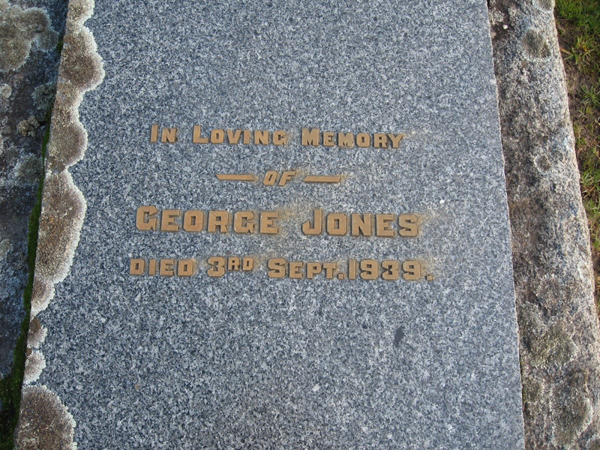 In Loving Memory
OF
George Jones
Died 3rd Sept. 1939.